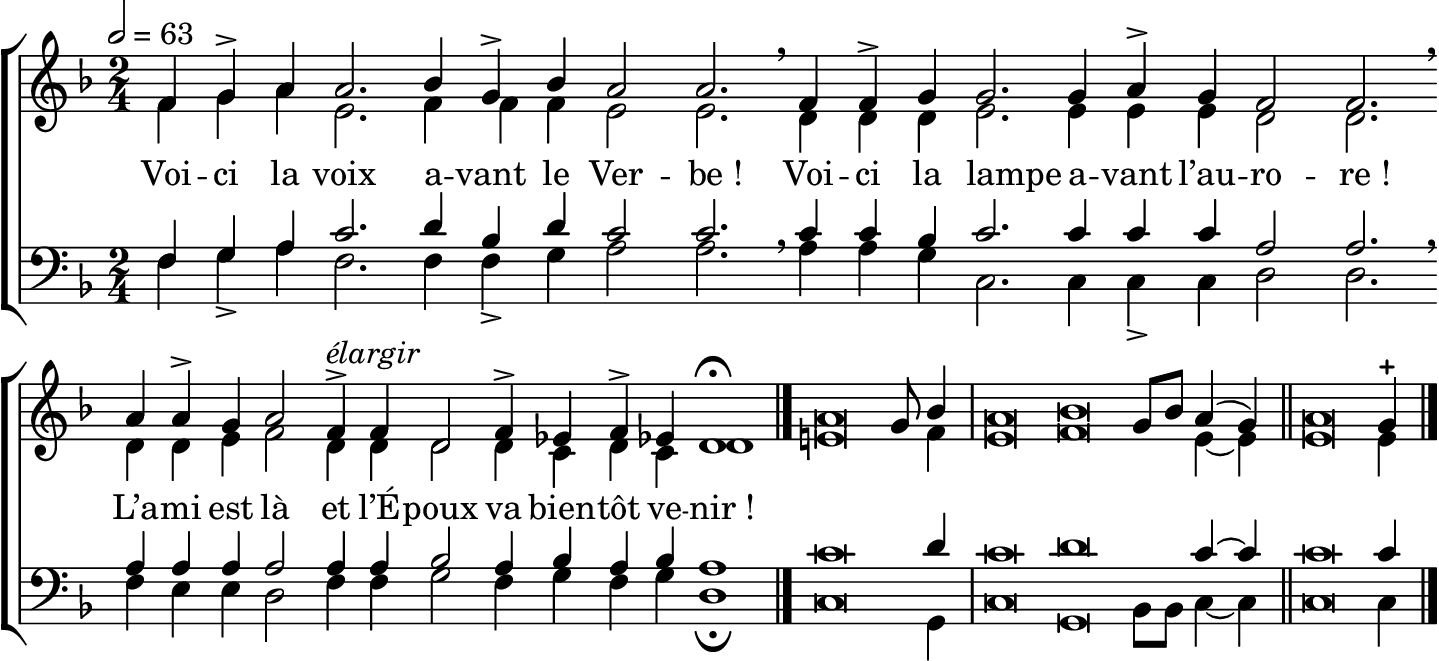 𝅗𝅥 = 63
Voi - ci la voix a - vant le Ver - be ! Voi - ci la lampe a - vant l’au - ro - re !
élargir
L’ami est là et l’Époux va bientôt ve - nir !